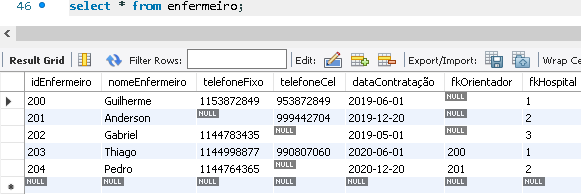 46 select * from enfermeiro;
Result Grid Filter Rows: Edit: Export/Import: Wrap Ce
idEnfermeiro nomeEnfermeiro telefoneFixo telefoneCel dataContratação fkOrientador fkHospital
200 Guilherme 1153872849 953872849 2019-06-01 NULL 1
201 Anderson NULL 999442704 2019-12-20 NULL 2
202 Gabriel 1144783435 NULL 2019-05-01 NULL 3
203 Thiago 1144998877 990807060 2020-06-01 200 1
204 Pedro 1144764365 NULL 2020-12-20 201 2
NULL NULL NULL NULL NULL NULL NULL